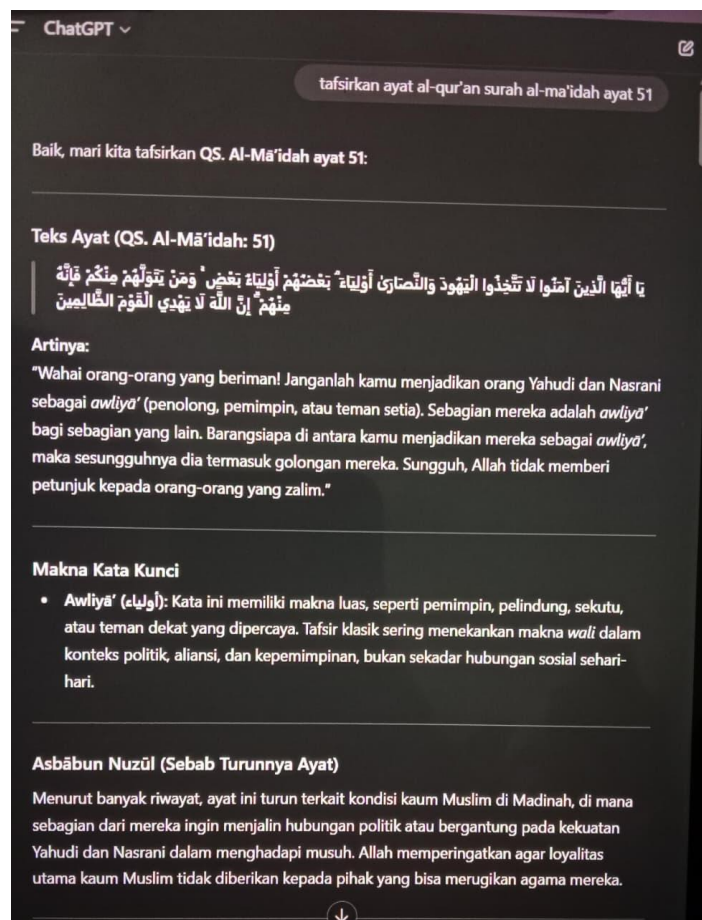 ChatGPT
tafsirkan ayat al-qur'an surah al-ma'idah ayat 51
Baik, mari kita tafsirkan QS. Al-Mā'idah ayat 51:
Teks Ayat (QS. Al-Mā'idah: 51)
يَا أَيُّهَا الَّذِينَ آمَنُوا لَا تَتَّخِذُوا الْيَهُودَ وَالنَّصَارَىٰ أَوْلِيَاءَ ۘ بَعْضُهُمْ أَوْلِيَاءُ بَعْضٍ ۚ وَمَنْ يَتَوَلَّهُمْ مِنْكُمْ فَإِنَّهُ
مِنْهُمْ ۗ إِنَّ اللَّهَ لَا يَهْدِي الْقَوْمَ الظَّالِمِينَ
Artinya:
"Wahai orang-orang yang beriman! Janganlah kamu menjadikan orang Yahudi dan Nasrani
sebagai awliyā' (penolong, pemimpin, atau teman setia). Sebagian mereka adalah awliyā'
bagi sebagian yang lain. Barangsiapa di antara kamu menjadikan mereka sebagai awliyā',
maka sesungguhnya dia termasuk golongan mereka. Sungguh, Allah tidak memberi
petunjuk kepada orang-orang yang zalim."
Makna Kata Kunci
• Awliyā' (أولياء): Kata ini memiliki makna luas, seperti pemimpin, pelindung, sekutu,
atau teman dekat yang dipercaya. Tafsir klasik sering menekankan makna wali dalam
konteks politik, aliansi, dan kepemimpinan, bukan sekadar hubungan sosial sehari-
hari.
Asbābun Nuzūl (Sebab Turunnya Ayat)
Menurut banyak riwayat, ayat ini turun terkait kondisi kaum Muslim di Madinah, di mana
sebagian dari mereka ingin menjalin hubungan politik atau bergantung pada kekuatan
Yahudi dan Nasrani dalam menghadapi musuh. Allah memperingatkan agar loyalitas
utama kaum Muslim tidak diberikan kepada pihak yang bisa merugikan agama mereka.